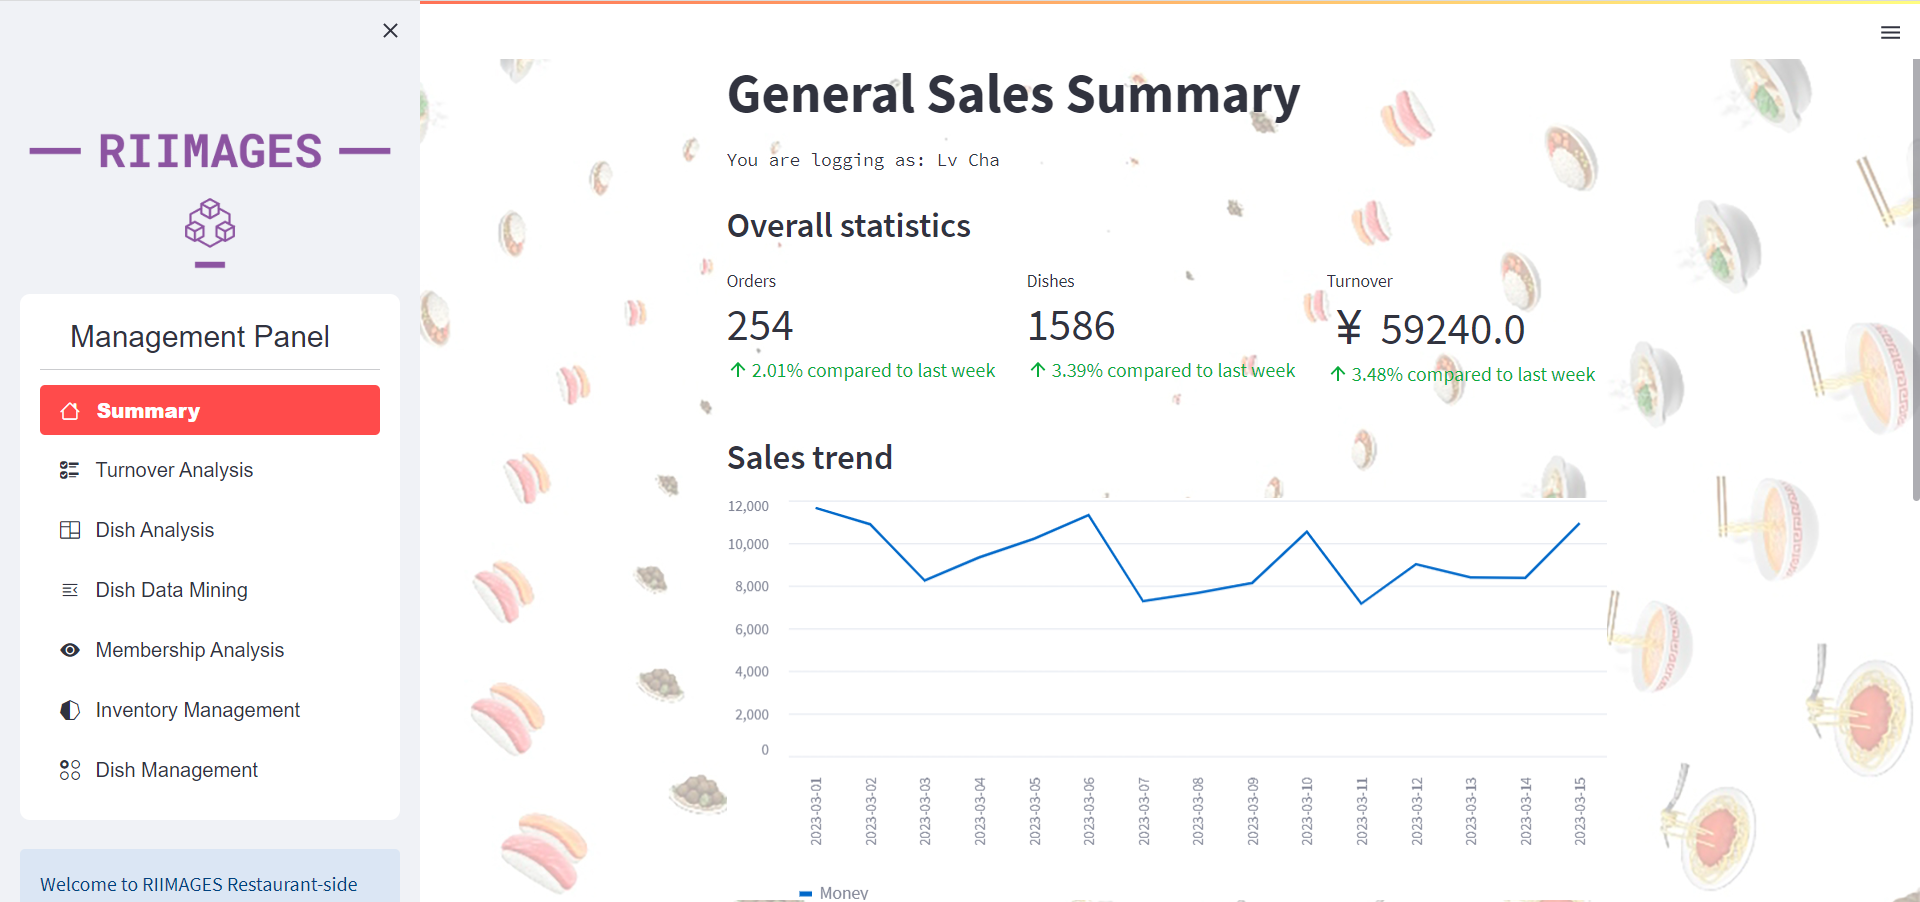 RIIMAGES
Management Panel
Summary
Turnover Analysis
Dish Analysis
Dish Data Mining
Membership Analysis
Inventory Management
Dish Management
Welcome to RIIMAGES Restaurant-side
General Sales Summary
You are logging as: Lv Cha
Overall statistics
Orders
254
↑ 2.01% compared to last week
Dishes
1586
↑ 3.39% compared to last week
Turnover
¥ 59240.0
↑ 3.48% compared to last week
Sales trend
12,000
10,000
8,000
6,000
4,000
2,000
0
2023-03-01
2023-03-02
2023-03-03
2023-03-04
2023-03-05
2023-03-06
2023-03-07
2023-03-08
2023-03-09
2023-03-10
2023-03-11
2023-03-12
2023-03-13
2023-03-14
2023-03-15
Money